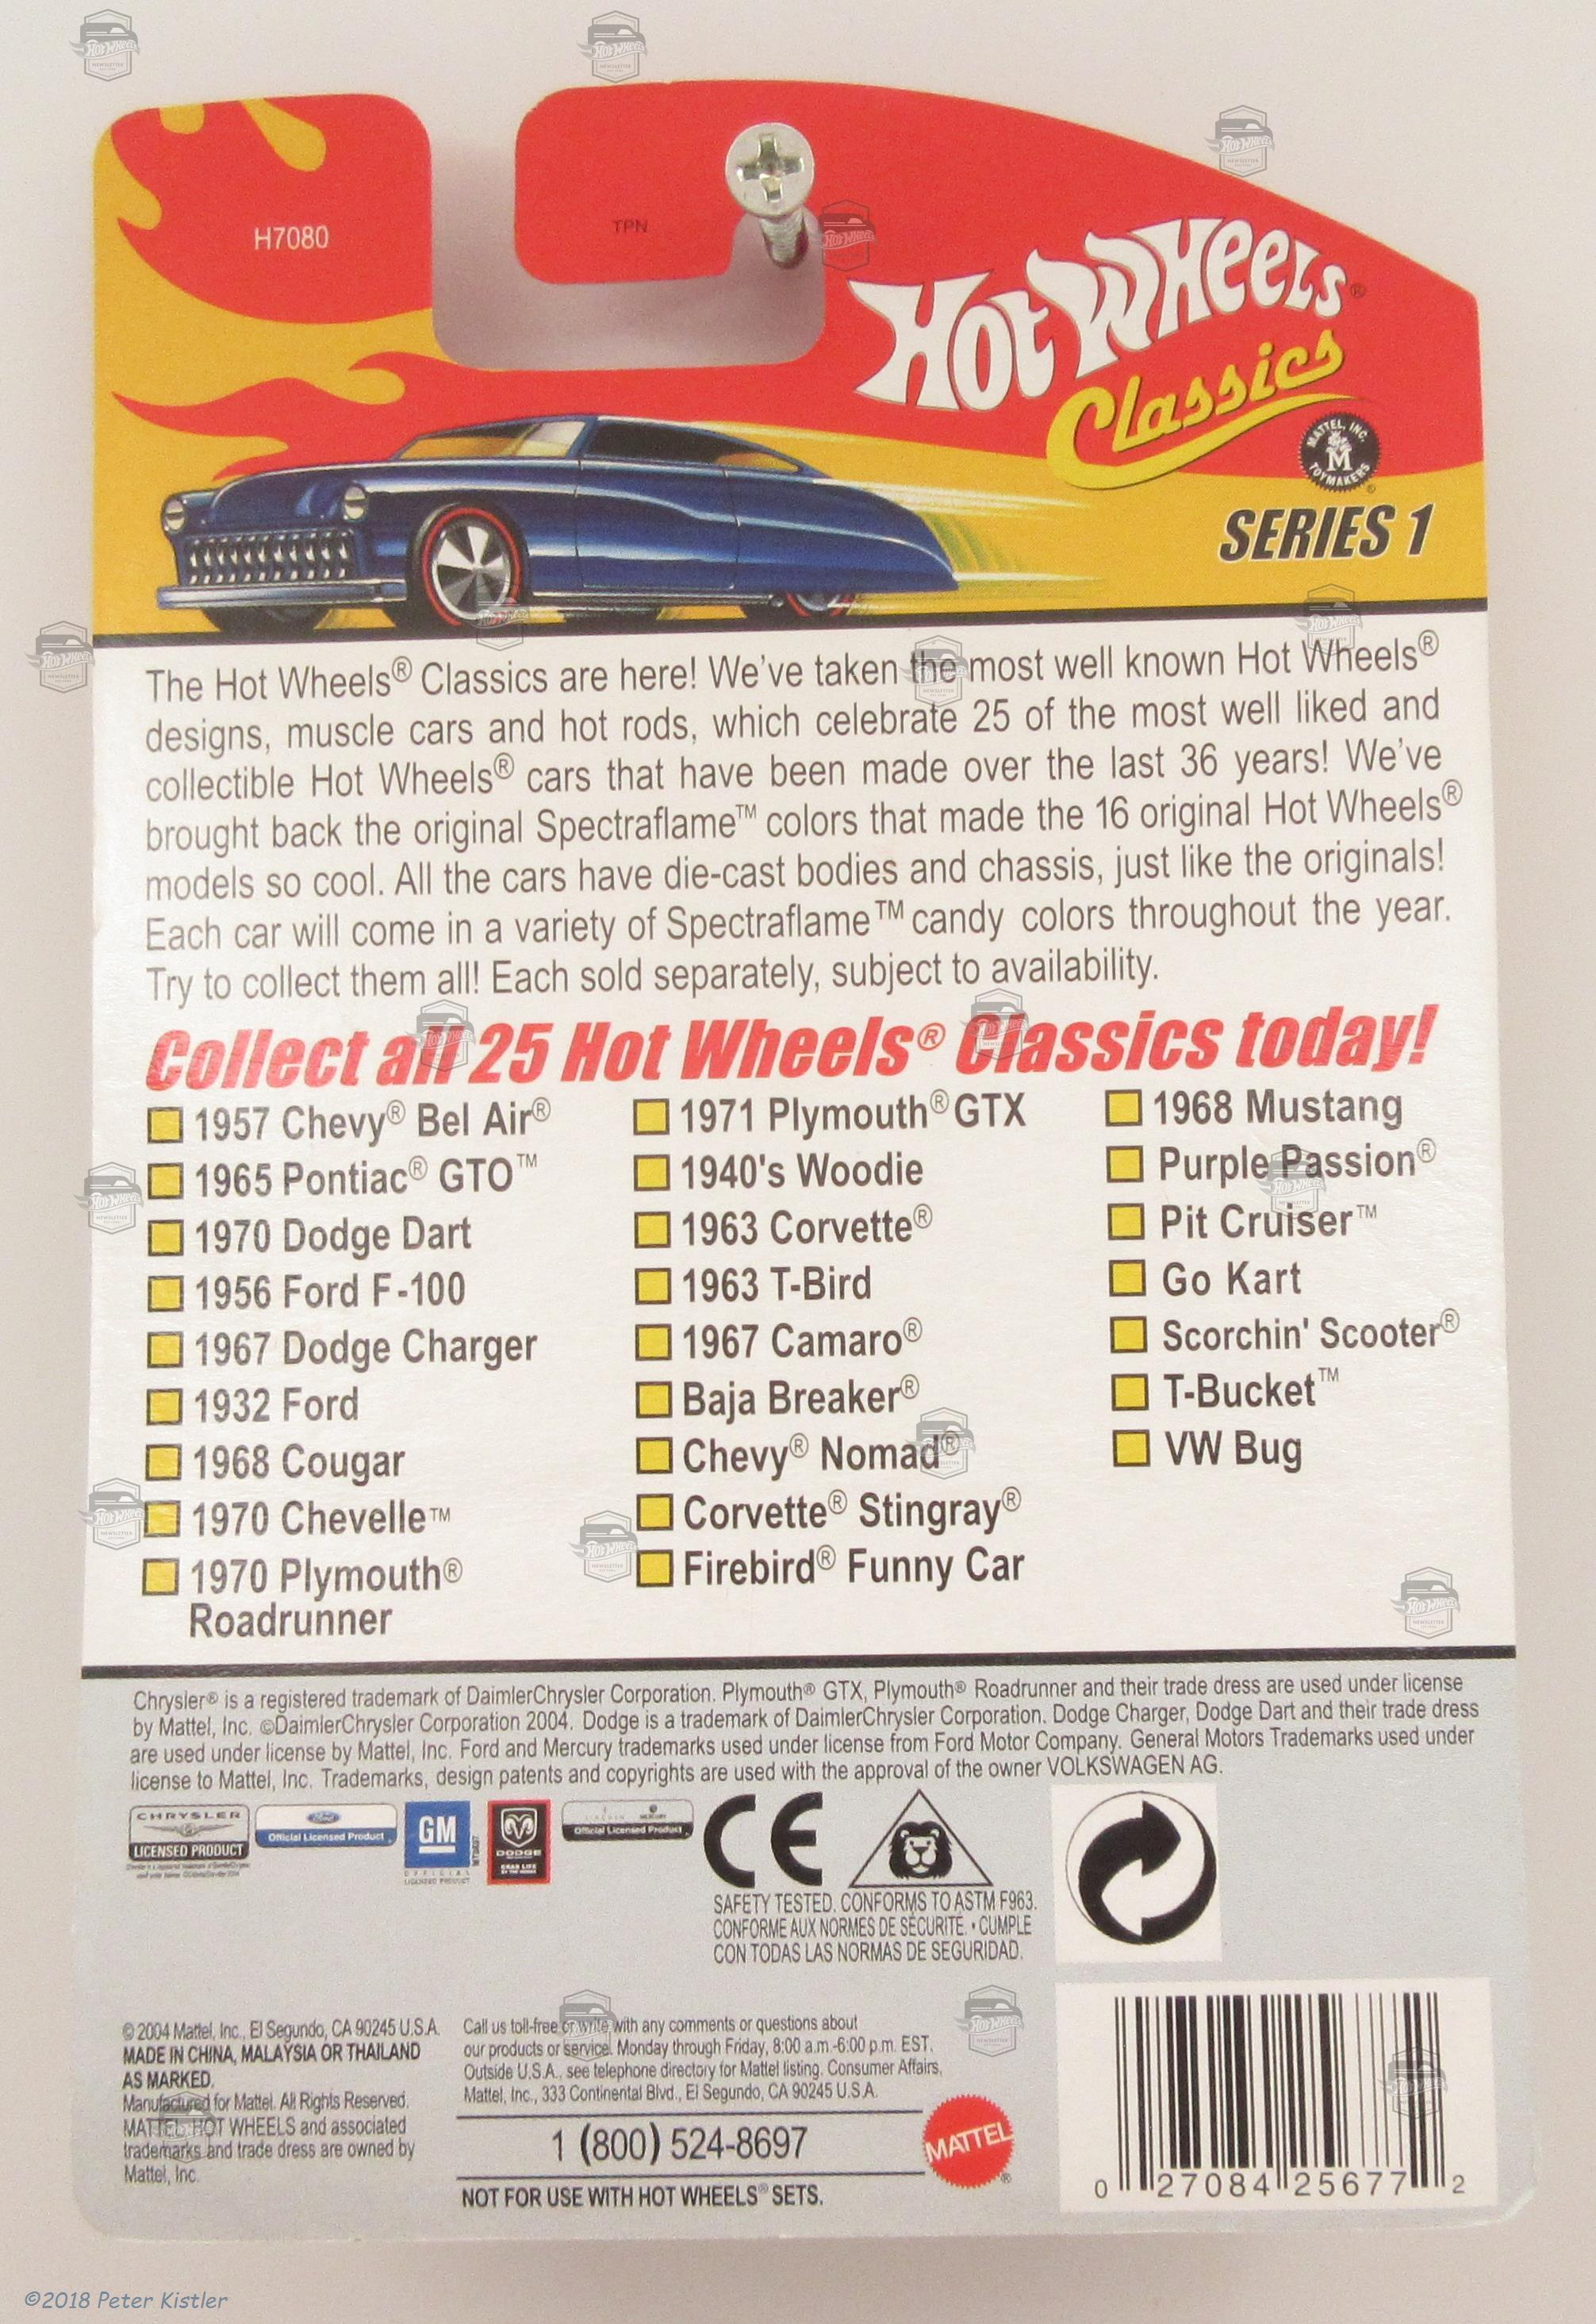 H7080
TPN
Hot Wheels®
Classics
MATTEL, INC.
M
TOYMAKERS
®
SERIES 1
The Hot Wheels® Classics are here! We've taken the most well known Hot Wheels®
designs, muscle cars and hot rods, which celebrate 25 of the most well liked and
collectible Hot Wheels® cars that have been made over the last 36 years! We've
brought back the original Spectraflame™ colors that made the 16 original Hot Wheels®
models so cool. All the cars have die-cast bodies and chassis, just like the originals!
Each car will come in a variety of Spectraflame™ candy colors throughout the year.
Try to collect them all! Each sold separately, subject to availability.
Collect all 25 Hot Wheels® Classics today!
1957 Chevy® Bel Air®
1965 Pontiac® GTO™
1970 Dodge Dart
1956 Ford F-100
1967 Dodge Charger
1932 Ford
1968 Cougar
1970 Chevelle™
1970 Plymouth®
Roadrunner
1971 Plymouth® GTX
1940's Woodie
1963 Corvette®
1963 T-Bird
1967 Camaro®
Baja Breaker®
Chevy® Nomad®
Corvette® Stingray®
Firebird® Funny Car
1968 Mustang
Purple Passion®
Pit Cruiser™
Go Kart
Scorchin' Scooter®
T-Bucket™
VW Bug
Chrysler® is a registered trademark of DaimlerChrysler Corporation. Plymouth® GTX, Plymouth® Roadrunner and their trade dress are used under license
by Mattel, Inc. ©DaimlerChrysler Corporation 2004. Dodge is a trademark of DaimlerChrysler Corporation. Dodge Charger, Dodge Dart and their trade dress
are used under license by Mattel, Inc. Ford and Mercury trademarks used under license from Ford Motor Company. General Motors Trademarks used under
license to Mattel, Inc. Trademarks, design patents and copyrights are used with the approval of the owner VOLKSWAGEN AG.
CHRYSLER
LICENSED PRODUCT
Ford
Official Licensed Product
GM
OFFICIAL
LICENSED PRODUCT
DODGE
GRAB LIFE
BY THE HORNS
Official Licensed Product
CE
SAFETY TESTED. CONFORMS TO ASTM F963.
CONFORME AUX NORMES DE SÉCURITÉ. • CUMPLE
CON TODAS LAS NORMAS DE SEGURIDAD.
© 2004 Mattel, Inc., El Segundo, CA 90245 U.S.A.
MADE IN CHINA, MALAYSIA OR THAILAND
AS MARKED.
Manufactured for Mattel. All Rights Reserved.
MATTEL, HOT WHEELS and associated
trademarks and trade dress are owned by
Mattel, Inc.
Call us toll-free or write with any comments or questions about
our products or service. Monday through Friday, 8:00 a.m.-6:00 p.m. EST.
Outside U.S.A., see telephone directory for Mattel listing. Consumer Affairs,
Mattel, Inc., 333 Continental Blvd., El Segundo, CA 90245 U.S.A.
1 (800) 524-8697
NOT FOR USE WITH HOT WHEELS® SETS.
MATTEL
®
0 27084 25677 2
©2018 Peter Kistler